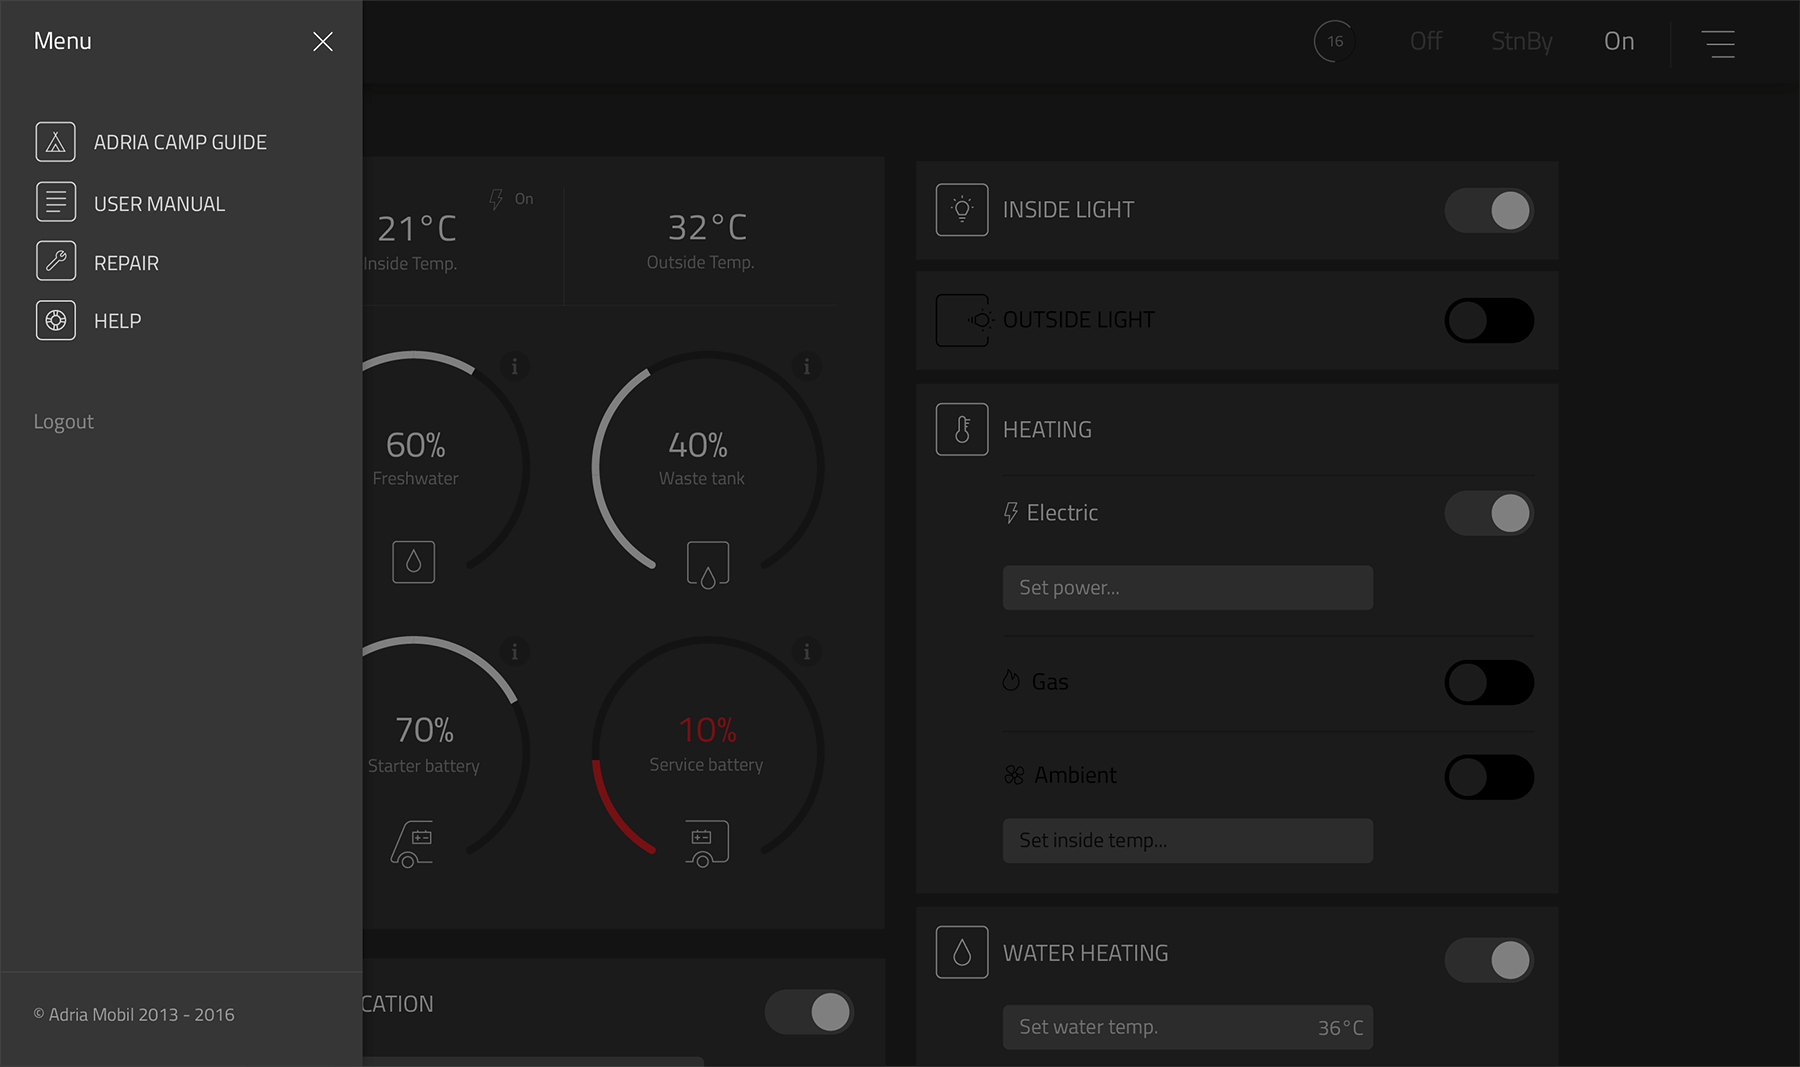 Menu
16
Off
StnBy
On
ADRIA CAMP GUIDE
USER MANUAL
REPAIR
HELP
Logout
© Adria Mobil 2013 - 2016
On
21°C
Inside Temp.
32°C
Outside Temp.
i
60%
Freshwater
i
40%
Waste tank
i
70%
Starter battery
i
10%
Service battery
CATION
INSIDE LIGHT
OUTSIDE LIGHT
HEATING
Electric
Set power...
Gas
Ambient
Set inside temp...
WATER HEATING
Set water temp. 36°C